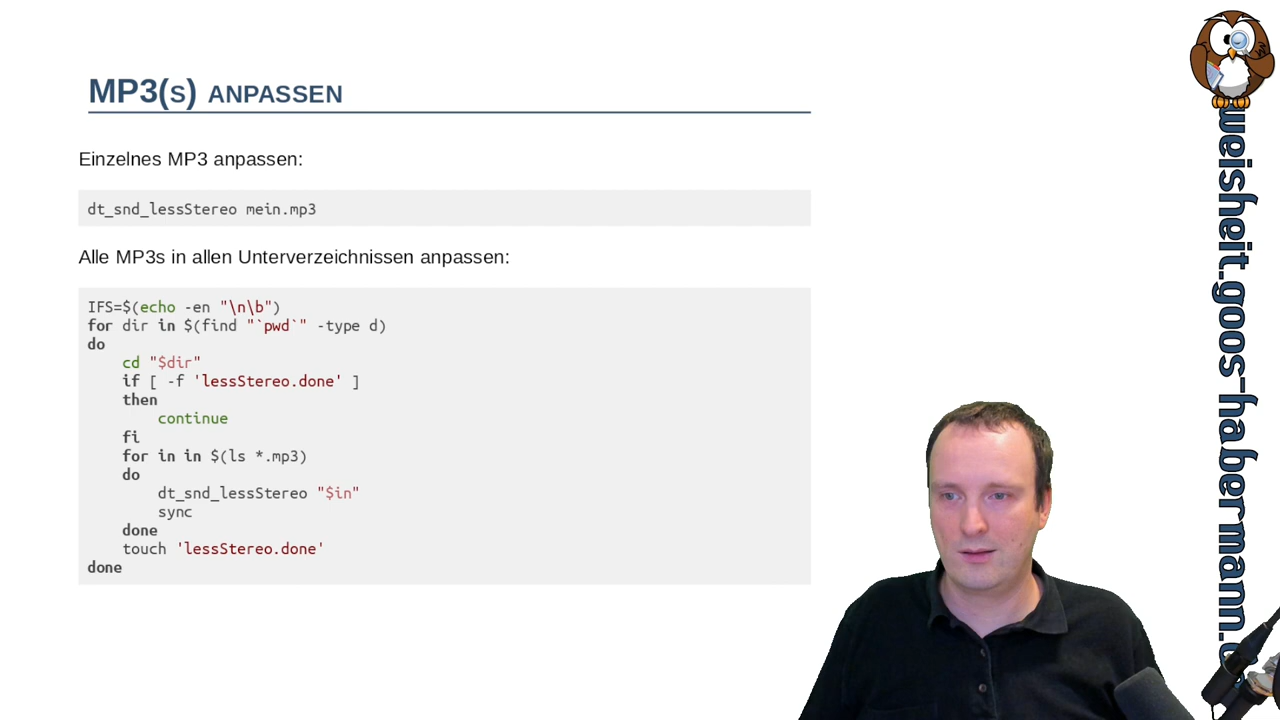 MP3(s) ANPASSEN
Einzelnes MP3 anpassen:
dt_snd_lessStereo mein.mp3
Alle MP3s in allen Unterverzeichnissen anpassen:
IFS=$(echo -en "\n\b")
for dir in $(find "`pwd`" -type d)
do
    cd "$dir"
    if [ -f 'lessStereo.done' ]
    then
        continue
    fi
    for in in $(ls *.mp3)
    do
        dt_snd_lessStereo "$in"
        sync
    done
    touch 'lessStereo.done'
done
weisheit.goos-habermann.